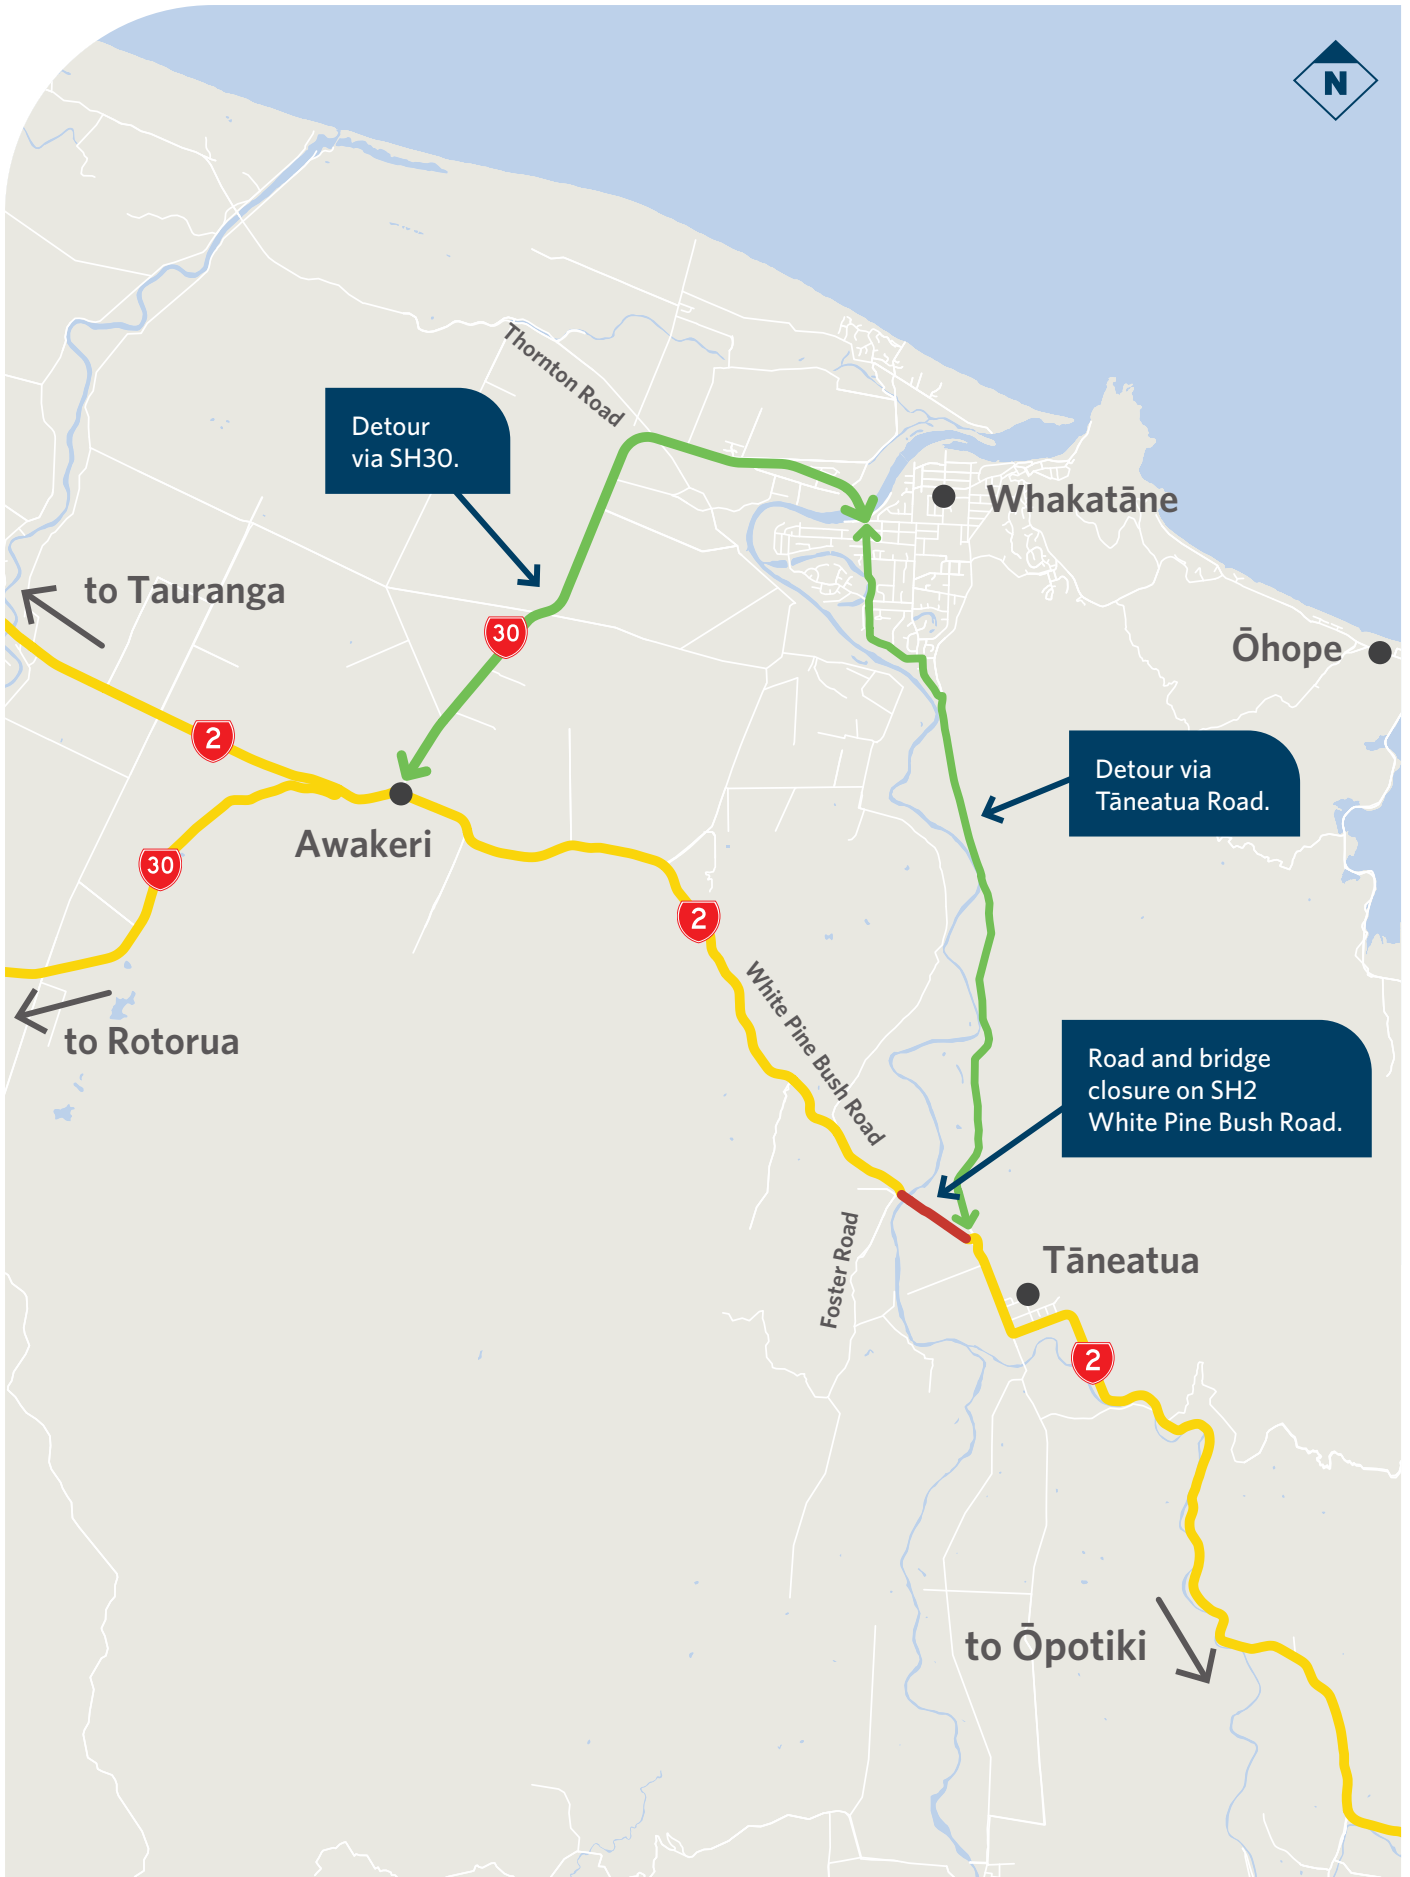 N
Thornton Road
Detour
via SH30.
Whakatāne
to Tauranga
30
Ōhope
2
Detour via
Tāneatua Road.
Awakeri
30
2
White Pine Bush Road
to Rotorua
Road and bridge
closure on SH2
White Pine Bush Road.
Foster Road
Tāneatua
2
to Ōpotiki